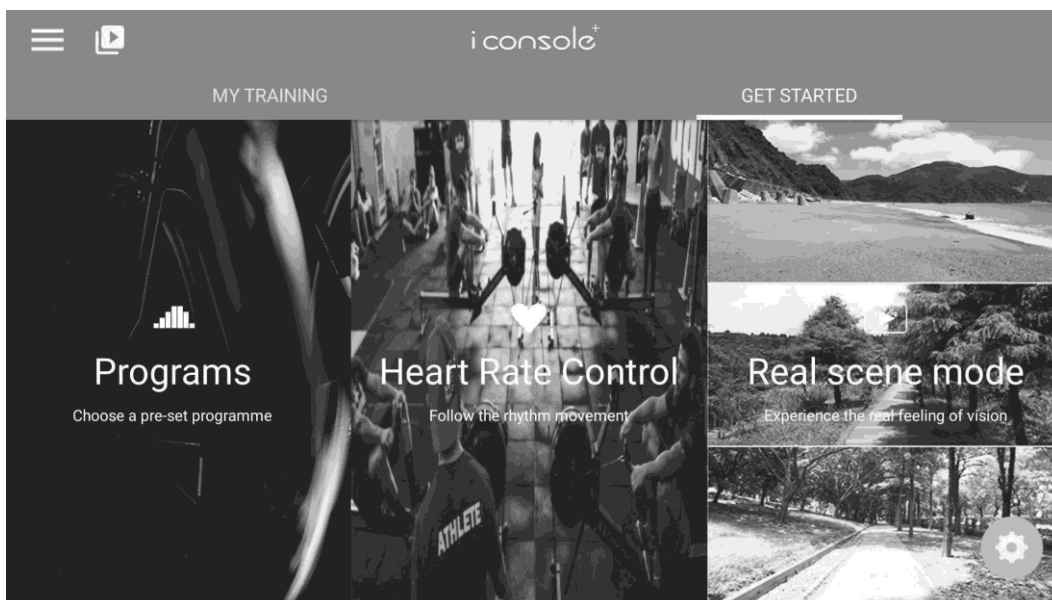 i console+
MY TRAINING
GET STARTED
Programs
Choose a pre-set programme
Heart Rate Control
Follow the rhythm movement
Real scene mode
Experience the real feeling of vision
ATHLETE